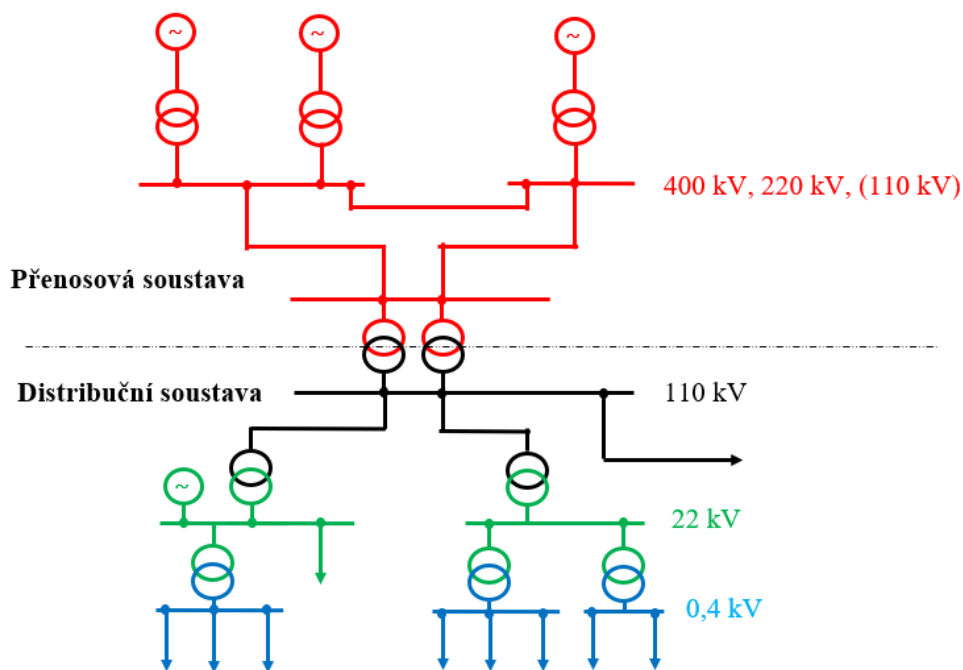 ~ ~ ~
400 kV, 220 kV, (110 kV)
Přenosová soustava
Distribuční soustava
110 kV
~
22 kV
0,4 kV